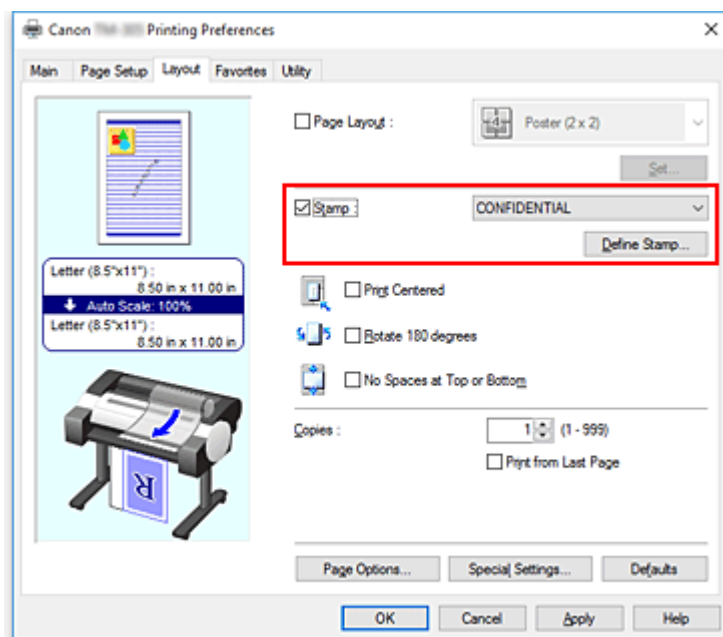 Canon Printing Preferences
Main Page Setup Layout Favorites Utility
Page Layout :
Poster (2 x 2)
Set...
Stamp :
CONFIDENTIAL
Define Stamp...
Letter (8.5"x11") :
8.50 in x 11.00 in
Auto Scale: 100%
Letter (8.5"x11") :
8.50 in x 11.00 in
Print Centered
Rotate 180 degrees
No Spaces at Top or Bottom
Copies :
1 (1 - 999)
Print from Last Page
R
Page Options... Special Settings... Defaults
OK Cancel Apply Help